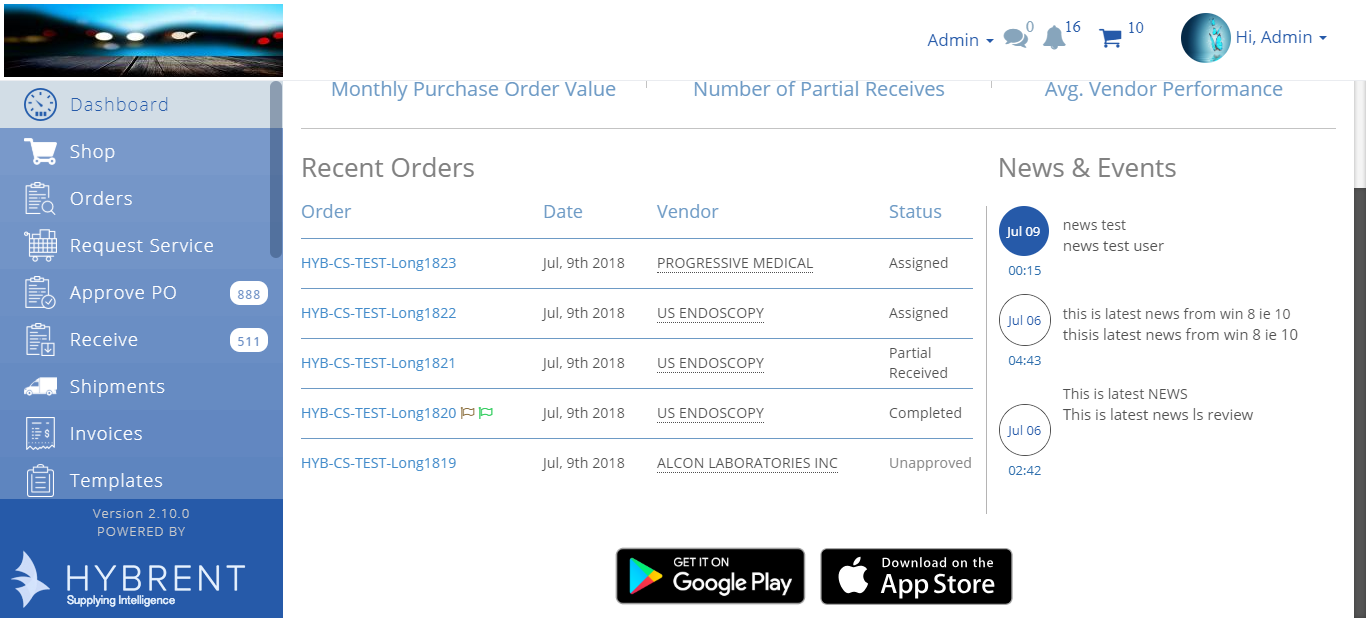 Admin
0
16
10
Hi, Admin
Dashboard
Shop
Orders
Request Service
Approve PO 888
Receive 511
Shipments
Invoices
Templates
Version 2.10.0
POWERED BY
HYBRENT
Supplying Intelligence
Monthly Purchase Order Value
Number of Partial Receives
Avg. Vendor Performance
Recent Orders
Order Date Vendor Status
HYB-CS-TEST-Long1823 Jul, 9th 2018 PROGRESSIVE MEDICAL Assigned
HYB-CS-TEST-Long1822 Jul, 9th 2018 US ENDOSCOPY Assigned
HYB-CS-TEST-Long1821 Jul, 9th 2018 US ENDOSCOPY Partial
Received
HYB-CS-TEST-Long1820 Jul, 9th 2018 US ENDOSCOPY Completed
HYB-CS-TEST-Long1819 Jul, 9th 2018 ALCON LABORATORIES INC Unapproved
News & Events
Jul 09
00:15
news test
news test user
Jul 06
04:43
this is latest news from win 8 ie 10
thisis latest news from win 8 ie 10
Jul 06
02:42
This is latest NEWS
This is latest news ls review
GET IT ON
Google Play
Download on the
App Store